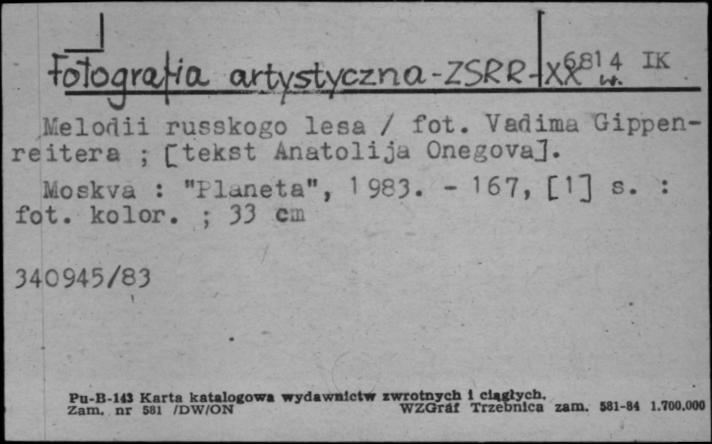 Fotografia artystyczna-ZSRR-XX w.
6814 IK
Melodii russkogo lesa / fot. Vadima Gippen-
reitera ; [tekst Anatolija Onegova].
Moskva : "Planeta", 1983. - 167, [1] s. :
fot. kolor. ; 33 cm
340945/83
Pu-B-143 Karta katalogowa wydawnictw zwrotnych i ciągłych.
Zam. nr 581 /DW/ON WZGraf Trzebnica zam. 581-84 1.700.000